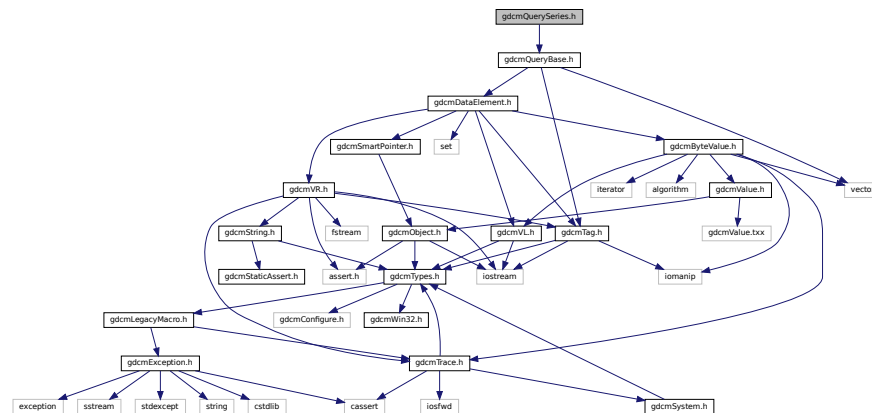 gdcmQuerySeries.h
gdcmQueryBase.h
gdcmDataElement.h
gdcmSmartPointer.h
set
gdcmByteValue.h
gdcmVR.h
iterator
algorithm
gdcmValue.h
vector
gdcmString.h
fstream
gdcmObject.h
gdcmVL.h
gdcmTag.h
gdcmValue.txx
gdcmStaticAssert.h
assert.h
gdcmTypes.h
iostream
iomanip
gdcmLegacyMacro.h
gdcmConfigure.h
gdcmWin32.h
gdcmException.h
gdcmTrace.h
exception
sstream
stdexcept
string
cstdlib
cassert
iosfwd
gdcmSystem.h